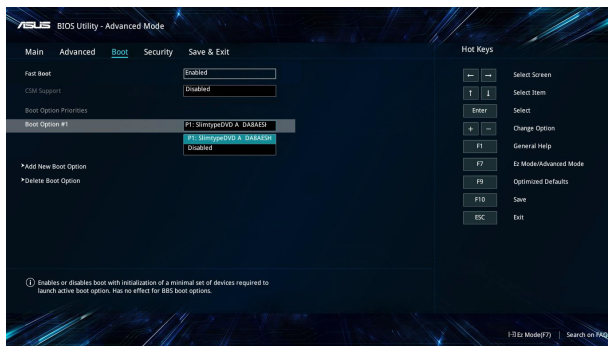 ASUS BIOS Utility - Advanced Mode
Main Advanced Boot Security Save & Exit
Hot Keys
Fast Boot Enabled
CSM Support Disabled
Boot Option Priorities
Boot Option #1 P1: SlimtypeDVD A DA8AESH
P1: SlimtypeDVD A DA8AESH
Disabled
>Add New Boot Option
>Delete Boot Option
← → Select Screen
↑ ↓ Select Item
Enter Select
+ − Change Option
F1 General Help
F7 Ez Mode/Advanced Mode
F9 Optimized Defaults
F10 Save
ESC Exit
Enables or disables boot with initialization of a minimal set of devices required to
launch active boot option. Has no effect for BBS boot options.
Ez Mode(F7) | Search on FAQ